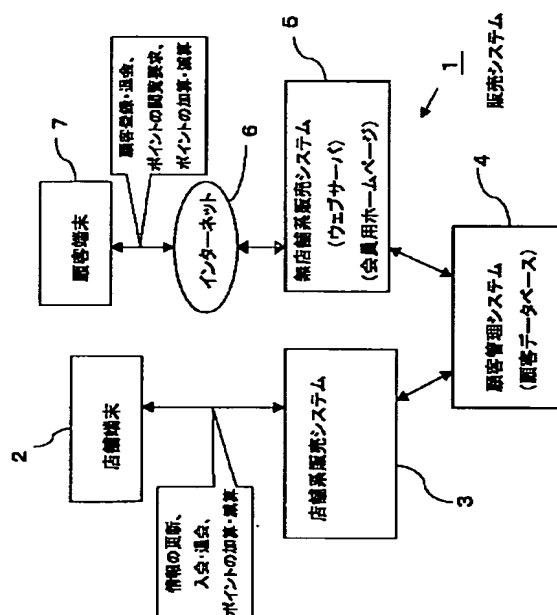 7
顧客端末
顧客登録・退会、
ポイントの閲覧要求、
ポイントの加算・減算
6
インターネット
5
無店舗系販売システム
(ウェブサーバ)
(会員用ホームページ)
1
販売システム
2
店舗端末
情報の更新、
入会・退会、
ポイントの加算・減算
店舗系販売システム
3
4
顧客管理システム
(顧客データベース)